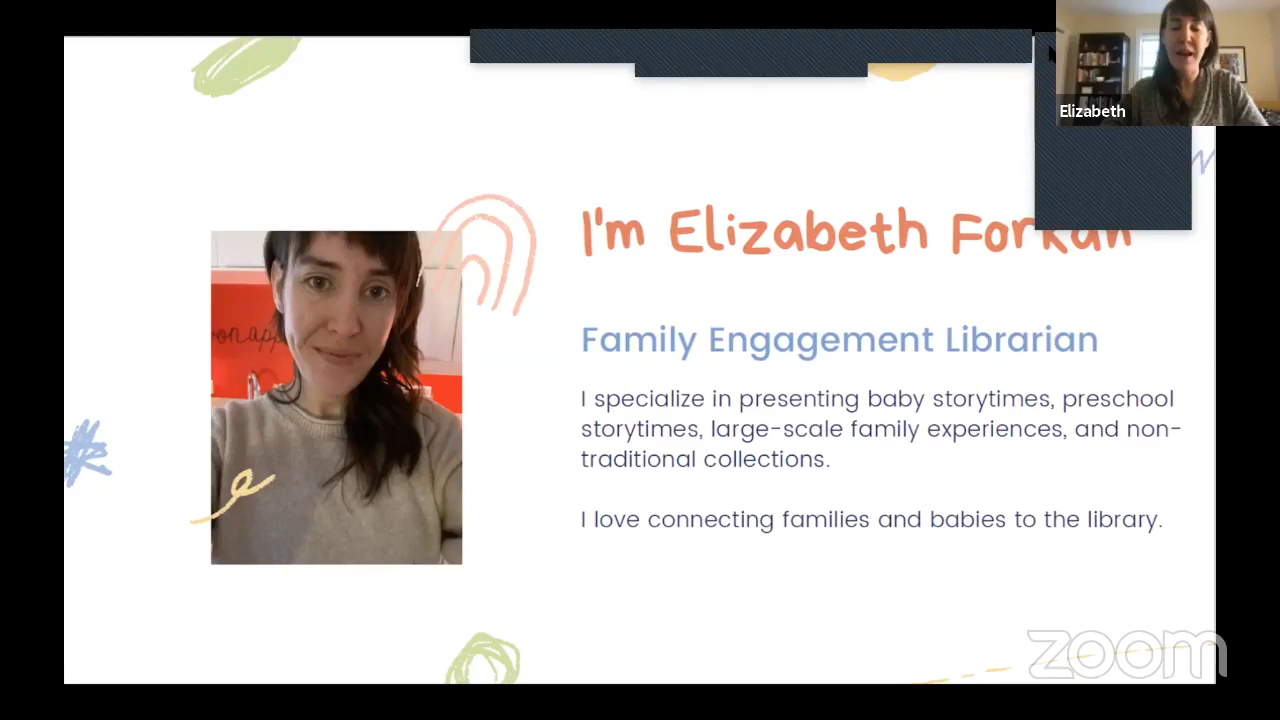 Elizabeth
I'm Elizabeth Forkan
Family Engagement Librarian
I specialize in presenting baby storytimes, preschool
storytimes, large-scale family experiences, and non-
traditional collections.
I love connecting families and babies to the library.
zoom